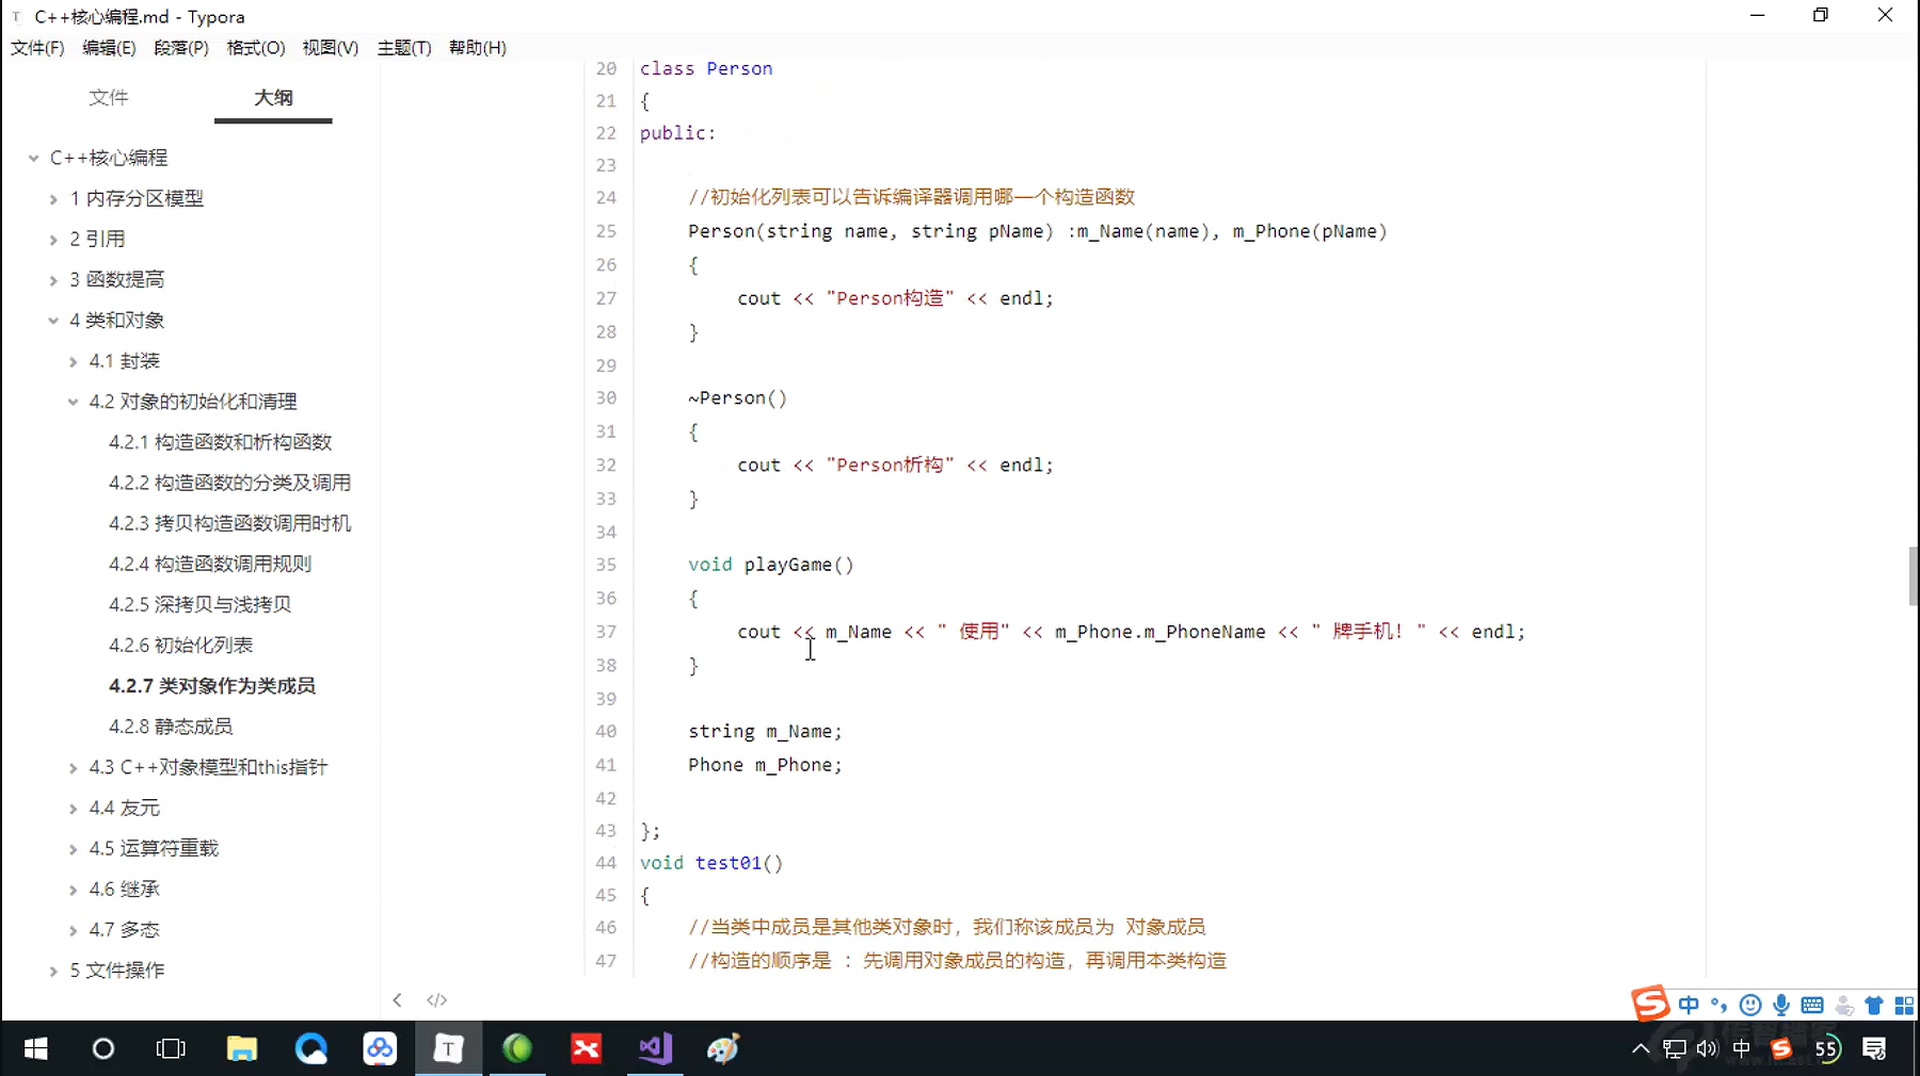 C++核心编程.md - Typora
文件(F) 编辑(E) 段落(P) 格式(O) 视图(V) 主题(T) 帮助(H)
文件 大纲
C++核心编程
1 内存分区模型
2 引用
3 函数提高
4 类和对象
4.1 封装
4.2 对象的初始化和清理
4.2.1 构造函数和析构函数
4.2.2 构造函数的分类及调用
4.2.3 拷贝构造函数调用时机
4.2.4 构造函数调用规则
4.2.5 深拷贝与浅拷贝
4.2.6 初始化列表
4.2.7 类对象作为类成员
4.2.8 静态成员
4.3 C++对象模型和this指针
4.4 友元
4.5 运算符重载
4.6 继承
4.7 多态
5 文件操作
20 class Person
21 {
22 public:
23
24 //初始化列表可以告诉编译器调用哪一个构造函数
25 Person(string name, string pName) :m_Name(name), m_Phone(pName)
26 {
27 cout << "Person构造" << endl;
28 }
29
30 ~Person()
31 {
32 cout << "Person析构" << endl;
33 }
34
35 void playGame()
36 {
37 cout << m_Name << " 使用" << m_Phone.m_PhoneName << " 牌手机! " << endl;
38 }
39
40 string m_Name;
41 Phone m_Phone;
42
43 };
44 void test01()
45 {
46 //当类中成员是其他类对象时，我们称该成员为 对象成员
47 //构造的顺序是 ：先调用对象成员的构造，再调用本类构造
</>
中
中 55